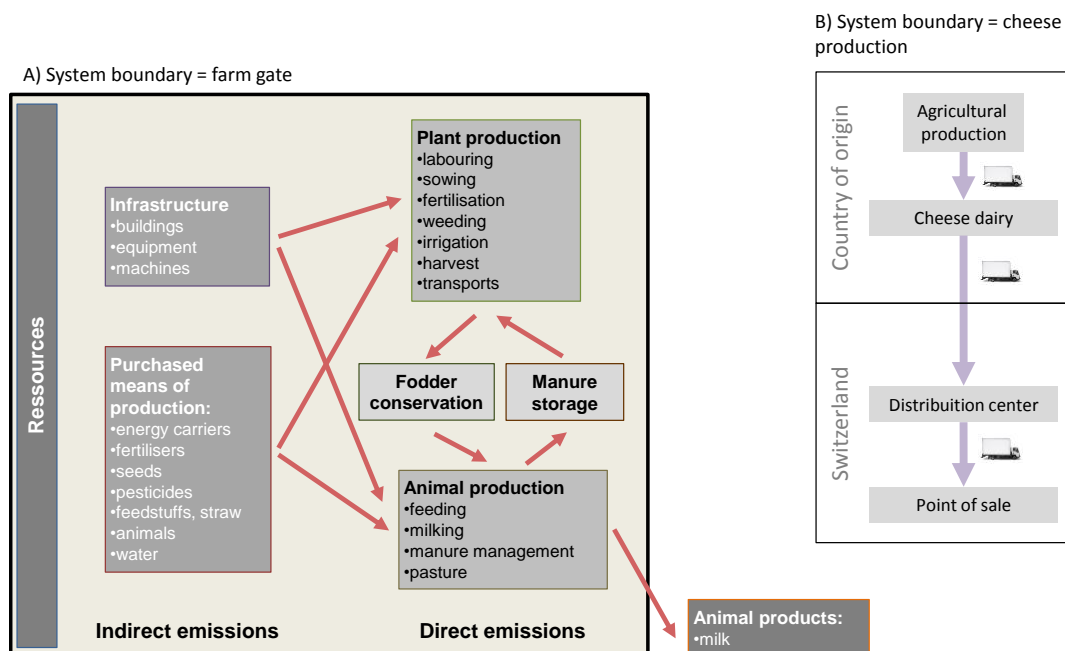 A) System boundary = farm gate
Ressources
Infrastructure
•buildings
•equipment
•machines
Purchased
means of
production:
•energy carriers
•fertilisers
•seeds
•pesticides
•feedstuffs, straw
•animals
•water
Indirect emissions
Plant production
•labouring
•sowing
•fertilisation
•weeding
•irrigation
•harvest
•transports
Fodder
conservation
Manure
storage
Animal production
•feeding
•milking
•manure management
•pasture
Direct emissions
Animal products:
•milk
B) System boundary = cheese
production
Country of origin
Agricultural
production
Cheese dairy
Switzerland
Distribuition center
Point of sale